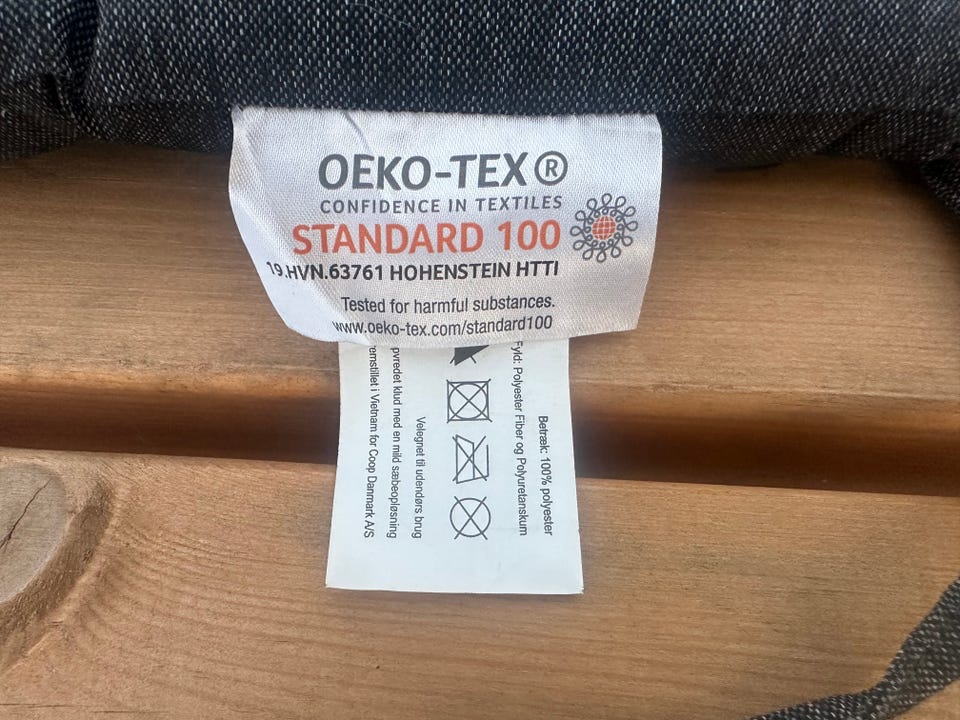 OEKO-TEX®
CONFIDENCE IN TEXTILES
STANDARD 100
19.HVN.63761 HOHENSTEIN HTTI
Tested for harmful substances.
www.oeko-tex.com/standard100
Betræk: 100% polyester
Fyld: Polyester Fiber og Polyuretanskum
Velegnet til udendørs brug
klud med en mild sæbeopløsning
i Vietnam for Coop Danmark A/S